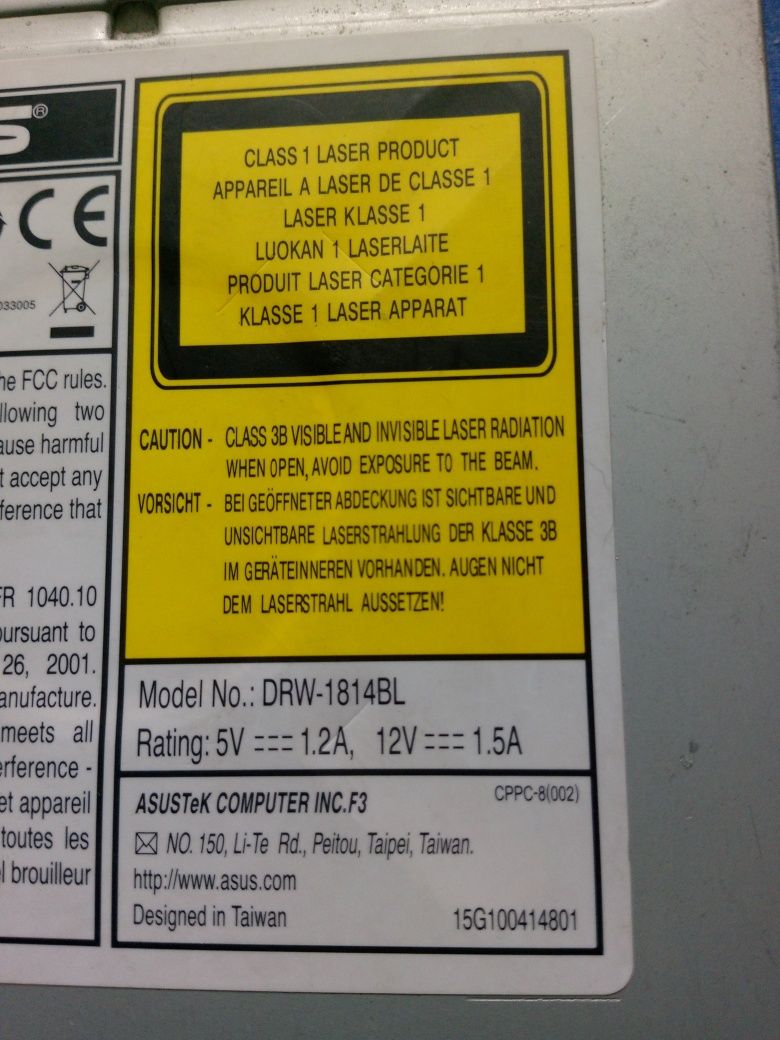 S®
CE
033005
he FCC rules.
llowing two
ause harmful
t accept any
ference that
FR 1040.10
pursuant to
26, 2001.
anufacture.
meets all
erference -
et appareil
toutes les
l brouilleur
CLASS 1 LASER PRODUCT
APPAREIL A LASER DE CLASSE 1
LASER KLASSE 1
LUOKAN 1 LASERLAITE
PRODUIT LASER CATEGORIE 1
KLASSE 1 LASER APPARAT
CAUTION - CLASS 3B VISIBLE AND INVISIBLE LASER RADIATION
WHEN OPEN, AVOID EXPOSURE TO THE BEAM.
VORSICHT - BEI GEÖFFNETER ABDECKUNG IST SICHTBARE UND
UNSICHTBARE LASERSTRAHLUNG DER KLASSE 3B
IM GERÄTEINNEREN VORHANDEN. AUGEN NICHT
DEM LASERSTRAHL AUSSETZEN!
Model No.: DRW-1814BL
Rating: 5V ⎓ 1.2A, 12V ⎓ 1.5A
ASUSTeK COMPUTER INC.F3 CPPC-8(002)
NO. 150, Li-Te Rd., Peitou, Taipei, Taiwan.
http://www.asus.com
Designed in Taiwan 15G100414801